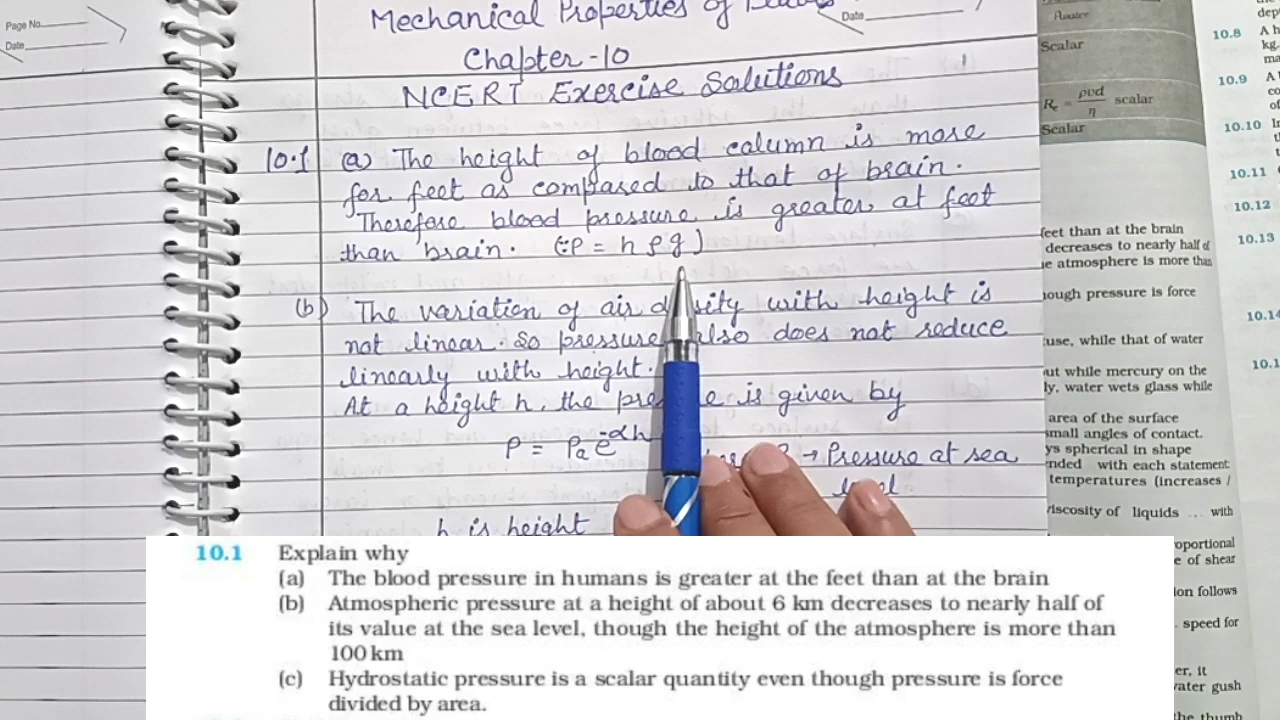 Page No.
Date
Mechanical Properties of
Date
Chapter-10
NCERT Exercise Solutions
10.1 (a) The height of blood column is more
for feet as compared to that of brain.
Therefore blood pressure is greater at feet
than brain. (∵P = hρg)
(b) The variation of air density with height is
not linear. So pressure also does not reduce
linearly with height.
At a height h, the pressure is given by
P = Pₐe^-αh
→ Pressure at sea
level.
h is height
10.1 Explain why
(a) The blood pressure in humans is greater at the feet than at the brain
(b) Atmospheric pressure at a height of about 6 km decreases to nearly half of
its value at the sea level, though the height of the atmosphere is more than
100 km
(c) Hydrostatic pressure is a scalar quantity even though pressure is force
divided by area.
Scalar
Rₑ = ρvd/η scalar
Scalar
feet than at the brain
decreases to nearly half of
e atmosphere is more than
ough pressure is force
use, while that of water
ut while mercury on the
ly. water wets glass while
area of the surface
small angles of contact.
ys spherical in shape
nded with each statement
temperatures (increases /
viscosity of liquids ... with
oportional
e of shear
ion follows
speed for
er, it
water gush
the thumb
10.8 A h
kg.
ma
10.9
co
of
10.10 In
10.11
10.12
10.13
10.14
10.1